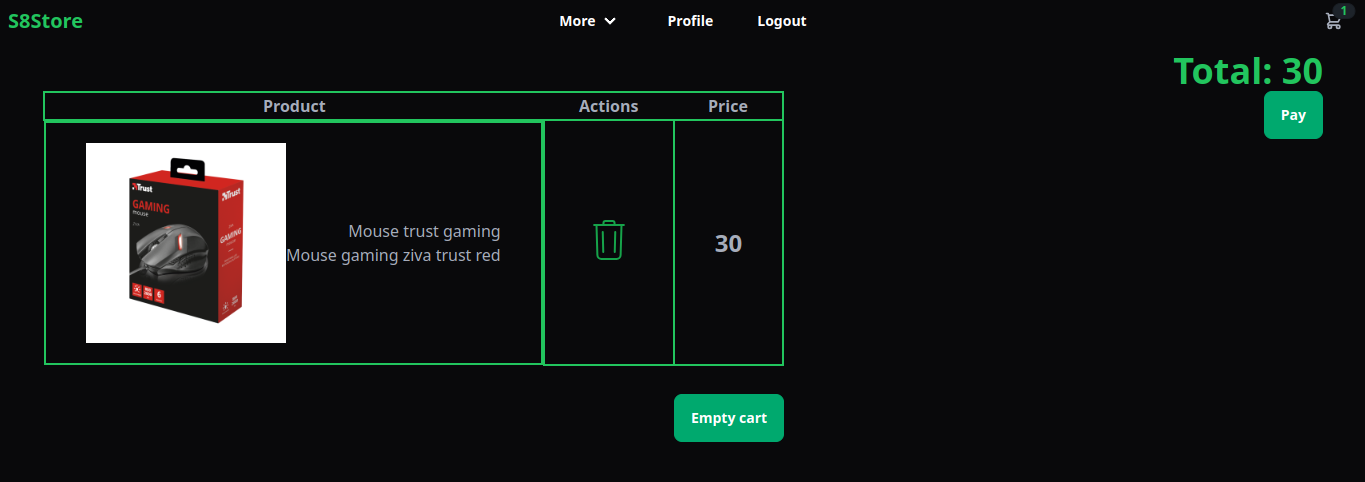 S8Store
More
Profile
Logout
1
Total: 30
Pay
Product
Actions
Price
Trust
Trust
GAMING
mouse
GAMING
Mouse trust gaming
Mouse gaming ziva trust red
30
Empty cart